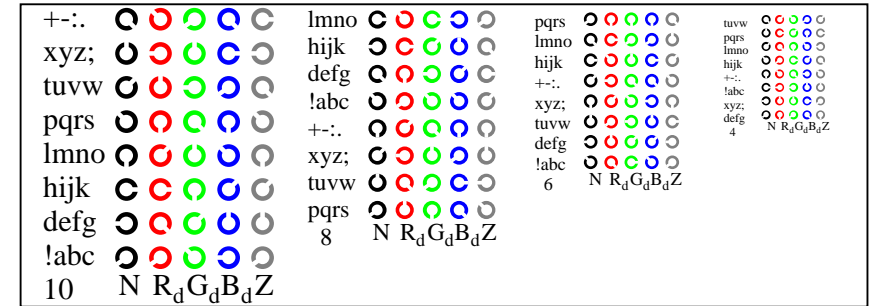 +-:.
xyz;
tuvw
pqrs
lmno
hijk
defg
!abc
10 N RdGdBdZ
lmno
hijk
defg
!abc
+-:.
xyz;
tuvw
pqrs
8 N RdGdBdZ
pqrs
lmno
hijk
+-:.
xyz;
tuvw
defg
!abc
6 N RdGdBdZ
tuvw
pqrs
lmno
hijk
+-:.
!abc
xyz;
defg
4 N RdGdBdZ